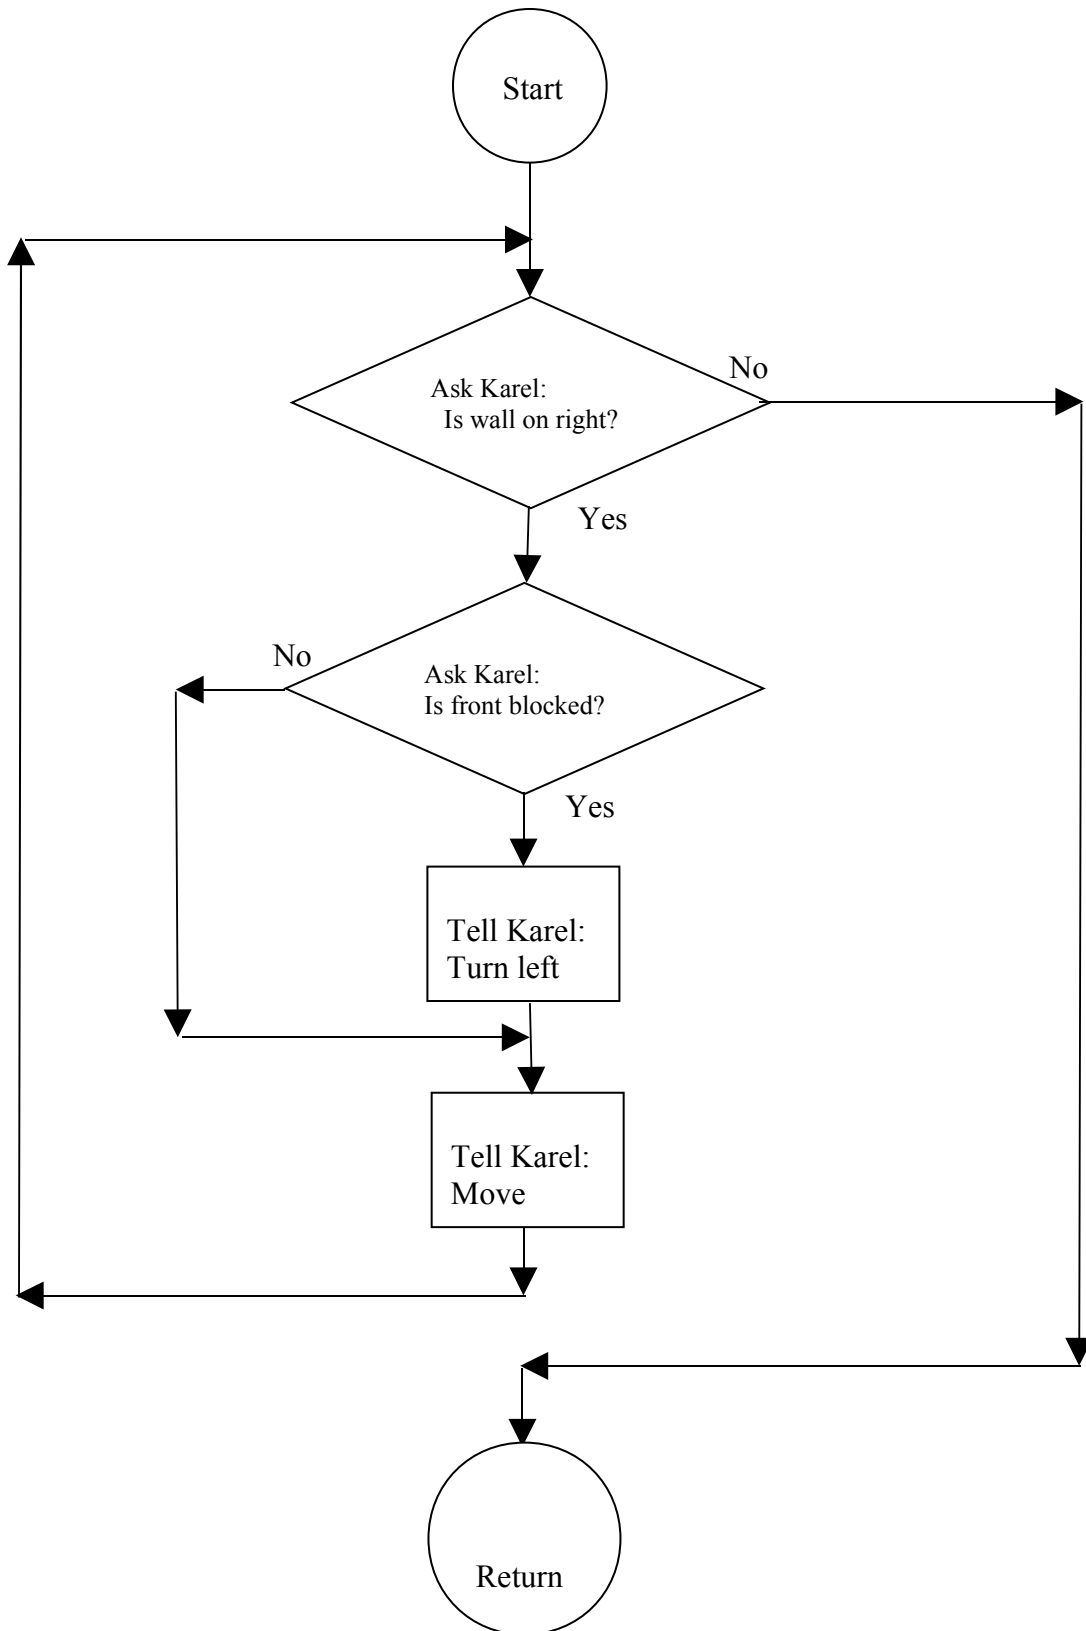 Start
No
Ask Karel:
Is wall on right?
Yes
No
Ask Karel:
Is front blocked?
Yes
Tell Karel:
Turn left
Tell Karel:
Move
Return